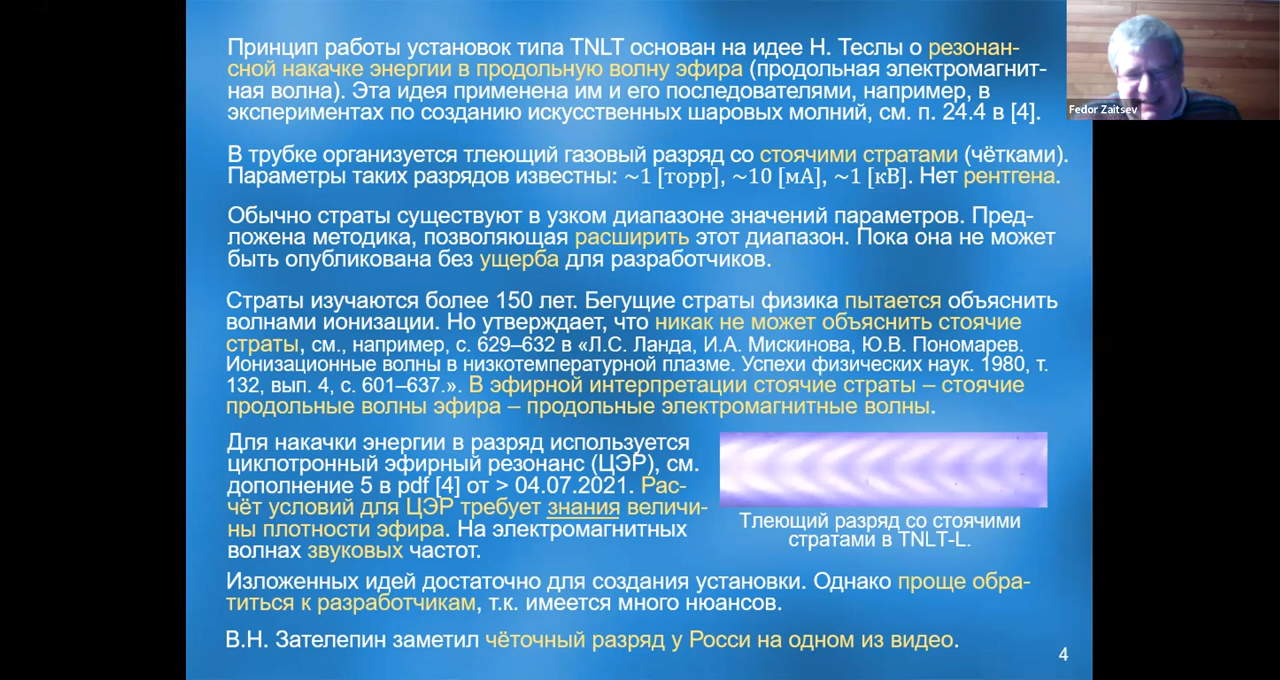 Принцип работы установок типа TNLT основан на идее Н. Теслы о резонан-
сной накачке энергии в продольную волну эфира (продольная электромагнит-
ная волна). Эта идея применена им и его последователями, например, в
экспериментах по созданию искусственных шаровых молний, см. п. 24.4 в [4].
Fedor Zaitsev
В трубке организуется тлеющий газовый разряд со стоячими стратами (чётками).
Параметры таких разрядов известны: ~1 [торр], ~10 [мА], ~1 [кВ]. Нет рентгена.
Обычно страты существуют в узком диапазоне значений параметров. Пред-
ложена методика, позволяющая расширить этот диапазон. Пока она не может
быть опубликована без ущерба для разработчиков.
Страты изучаются более 150 лет. Бегущие страты физика пытается объяснить
волнами ионизации. Но утверждает, что никак не может объяснить стоячие
страты, см., например, с. 629–632 в «Л.С. Ланда, И.А. Мискинова, Ю.В. Пономарев.
Ионизационные волны в низкотемпературной плазме. Успехи физических наук. 1980, т.
132, вып. 4, с. 601–637.». В эфирной интерпретации стоячие страты – стоячие
продольные волны эфира – продольные электромагнитные волны.
Для накачки энергии в разряд используется
циклотронный эфирный резонанс (ЦЭР), см.
дополнение 5 в pdf [4] от > 04.07.2021. Рас-
чёт условий для ЦЭР требует знания величи-
ны плотности эфира. На электромагнитных
волнах звуковых частот.
Тлеющий разряд со стоячими
стратами в TNLT-L.
Изложенных идей достаточно для создания установки. Однако проще обра-
титься к разработчикам, т.к. имеется много нюансов.
В.Н. Зателепин заметил чёточный разряд у Росси на одном из видео.
4